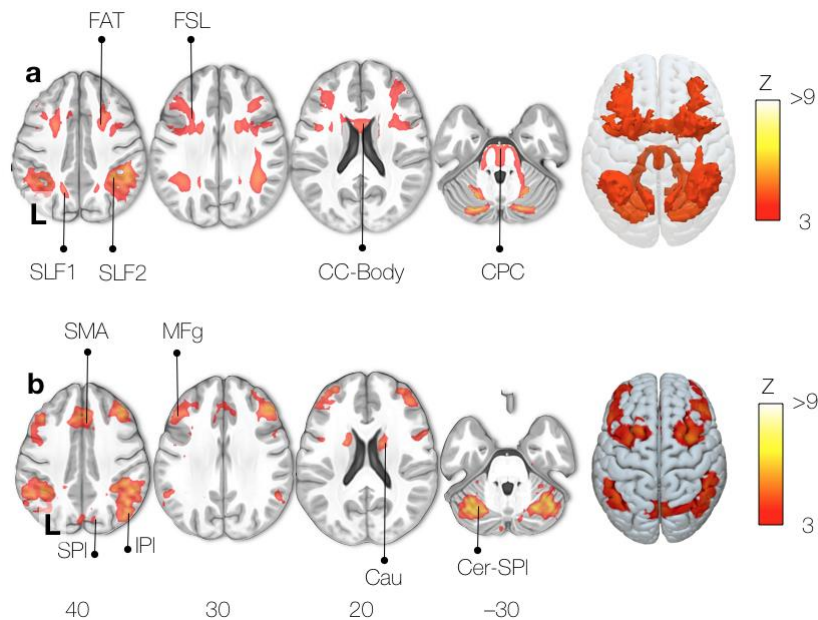 FAT FSL
a
Z
>9
3
L
SLF1 SLF2 CC-Body CPC
SMA MFg
b
Z
>9
3
L
SPl IPl
Cau
Cer-SPl
40 30 20 –30